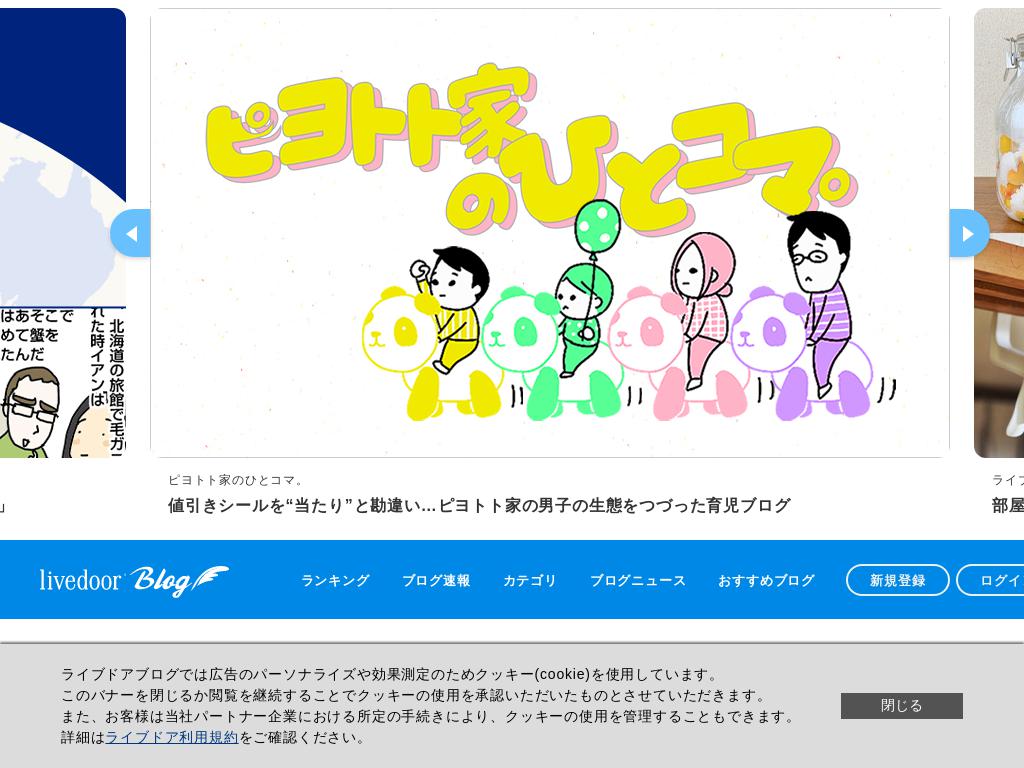 ピヨトト家
のひとコマ。
はあそこで
めて蟹を
たんだ
北海道の旅館で毛ガニ
れた時イアンは
」
ピヨトト家のひとコマ。
値引きシールを“当たり”と勘違い…ピヨトト家の男子の生態をつづった育児ブログ
ライブ
部屋
livedoor Blog
ランキング
ブログ速報
カテゴリ
ブログニュース
おすすめブログ
新規登録
ログイ
ライブドアブログでは広告のパーソナライズや効果測定のためクッキー(cookie)を使用しています。
このバナーを閉じるか閲覧を継続することでクッキーの使用を承認いただいたものとさせていただきます。
また、お客様は当社パートナー企業における所定の手続きにより、クッキーの使用を管理することもできます。
詳細はライブドア利用規約をご確認ください。
閉じる